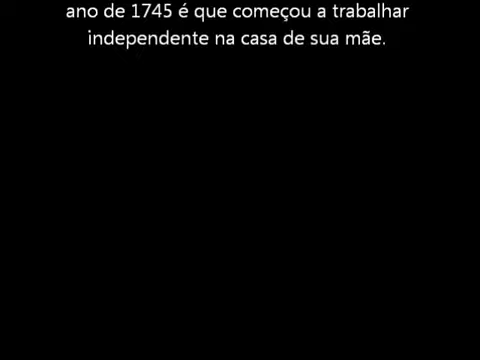 ano de 1745 é que começou a trabalhar
independente na casa de sua mãe.